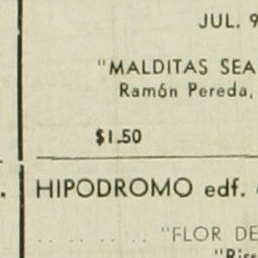 JUL. 9
"MALDITAS SEA
Ramón Pereda,
$1.50
HIPODROMO edf.
.. .. .. .. .. "FLOR DE